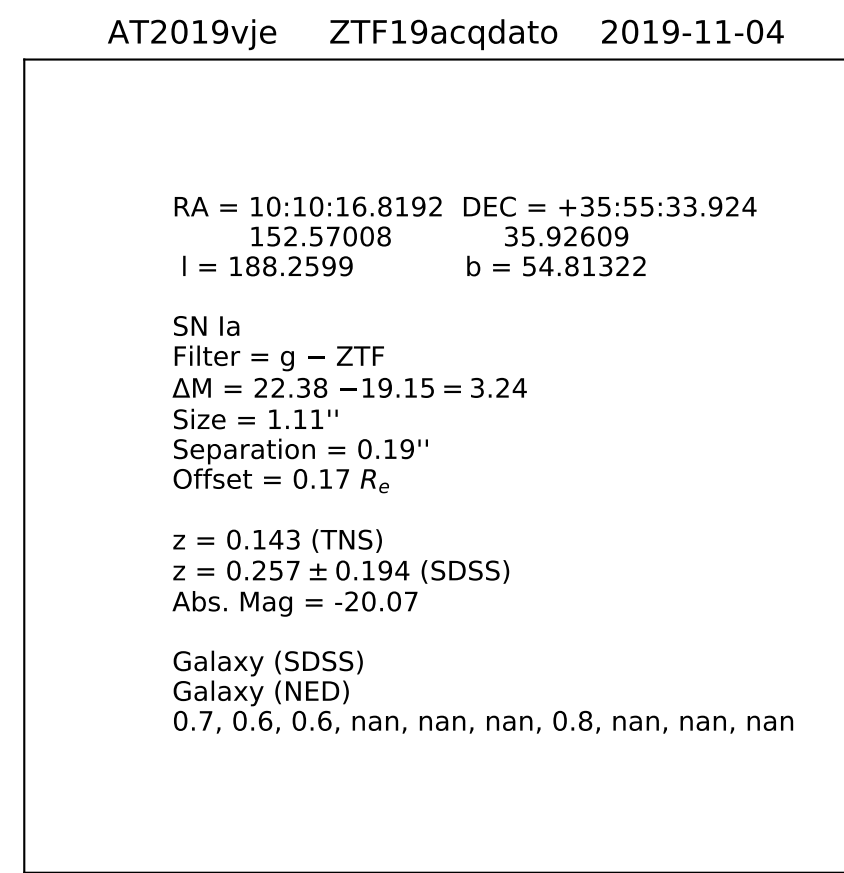 AT2019vje ZTF19acqdato 2019-11-04
RA = 10:10:16.8192 DEC = +35:55:33.924
152.57008 35.92609
l = 188.2599 b = 54.81322
SN Ia
Filter = g − ZTF
ΔM = 22.38 −19.15 = 3.24
Size = 1.11''
Separation = 0.19''
Offset = 0.17 Rₑ
z = 0.143 (TNS)
z = 0.257 ± 0.194 (SDSS)
Abs. Mag = -20.07
Galaxy (SDSS)
Galaxy (NED)
0.7, 0.6, 0.6, nan, nan, nan, 0.8, nan, nan, nan